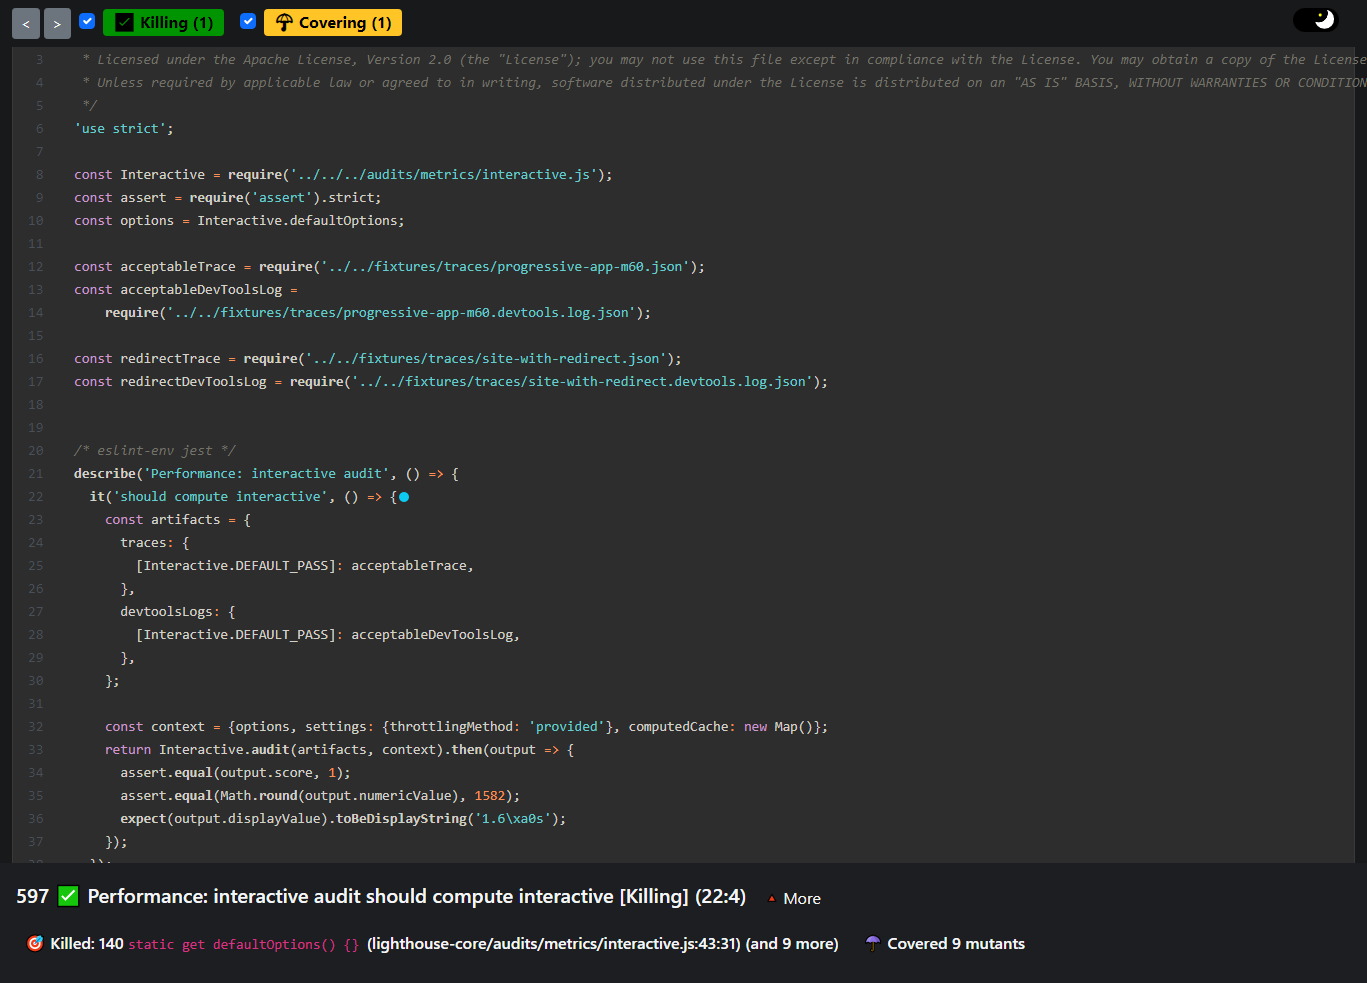 < > Killing (1) Covering (1)
3 * Licensed under the Apache License, Version 2.0 (the "License"); you may not use this file except in compliance with the License. You may obtain a copy of the License
4 * Unless required by applicable law or agreed to in writing, software distributed under the License is distributed on an "AS IS" BASIS, WITHOUT WARRANTIES OR CONDITION
5 */
6 'use strict';
7
8 const Interactive = require('../../../audits/metrics/interactive.js');
9 const assert = require('assert').strict;
10 const options = Interactive.defaultOptions;
11
12 const acceptableTrace = require('../../fixtures/traces/progressive-app-m60.json');
13 const acceptableDevToolsLog =
14 require('../../fixtures/traces/progressive-app-m60.devtools.log.json');
15
16 const redirectTrace = require('../../fixtures/traces/site-with-redirect.json');
17 const redirectDevToolsLog = require('../../fixtures/traces/site-with-redirect.devtools.log.json');
18
19
20 /* eslint-env jest */
21 describe('Performance: interactive audit', () => {
22 it('should compute interactive', () => {
23 const artifacts = {
24 traces: {
25 [Interactive.DEFAULT_PASS]: acceptableTrace,
26 },
27 devtoolsLogs: {
28 [Interactive.DEFAULT_PASS]: acceptableDevToolsLog,
29 },
30 };
31
32 const context = {options, settings: {throttlingMethod: 'provided'}, computedCache: new Map()};
33 return Interactive.audit(artifacts, context).then(output => {
34 assert.equal(output.score, 1);
35 assert.equal(Math.round(output.numericValue), 1582);
36 expect(output.displayValue).toBeDisplayString('1.6\xa0s');
37 });
38 });
597 ✅ Performance: interactive audit should compute interactive [Killing] (22:4) More
Killed: 140 static get defaultOptions() {} (lighthouse-core/audits/metrics/interactive.js:43:31) (and 9 more) Covered 9 mutants